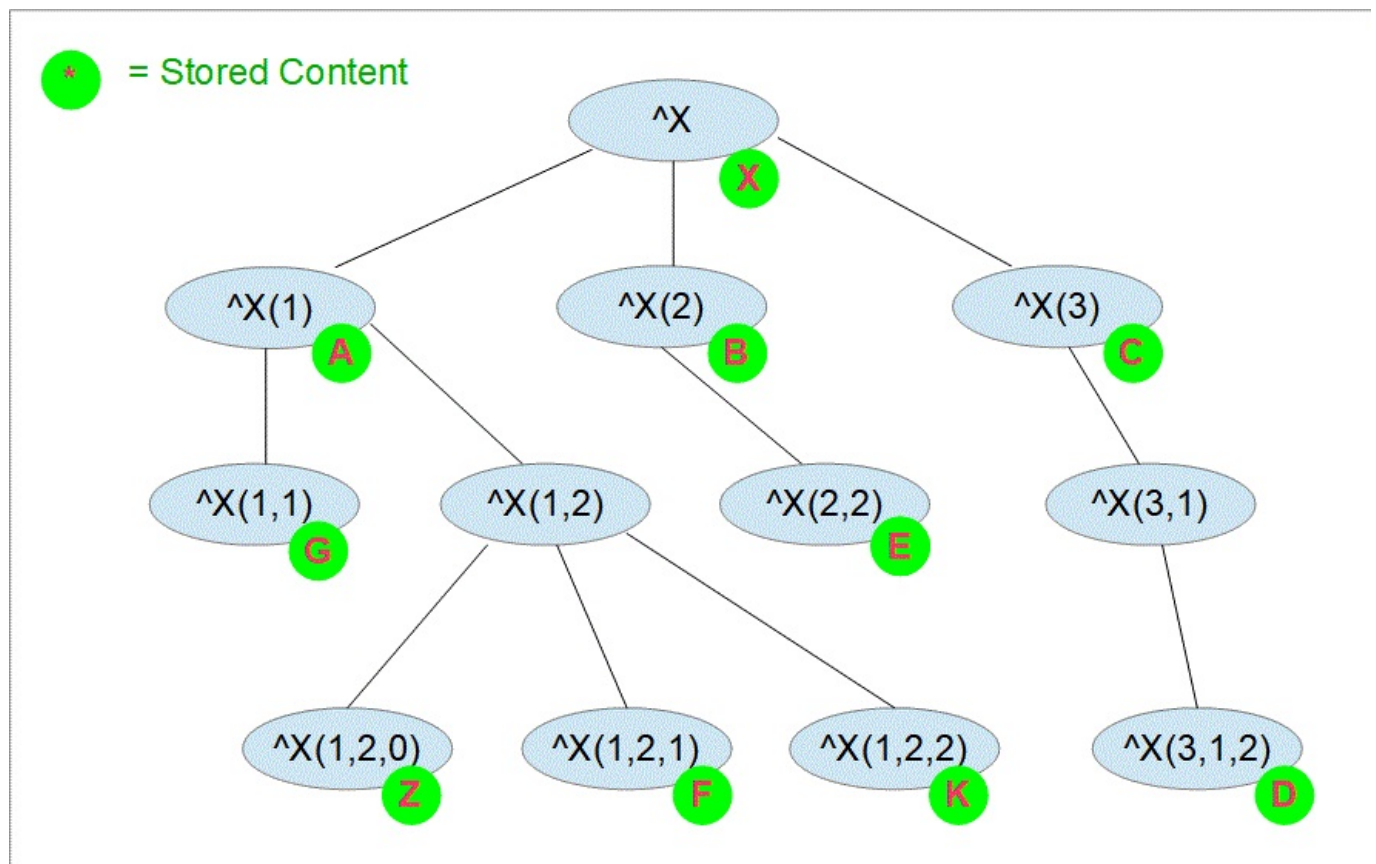 * = Stored Content
^X
X
^X(1) ^X(2) ^X(3)
A B C
^X(1,1) ^X(1,2) ^X(2,2) ^X(3,1)
G E
^X(1,2,0) ^X(1,2,1) ^X(1,2,2) ^X(3,1,2)
Z F K D